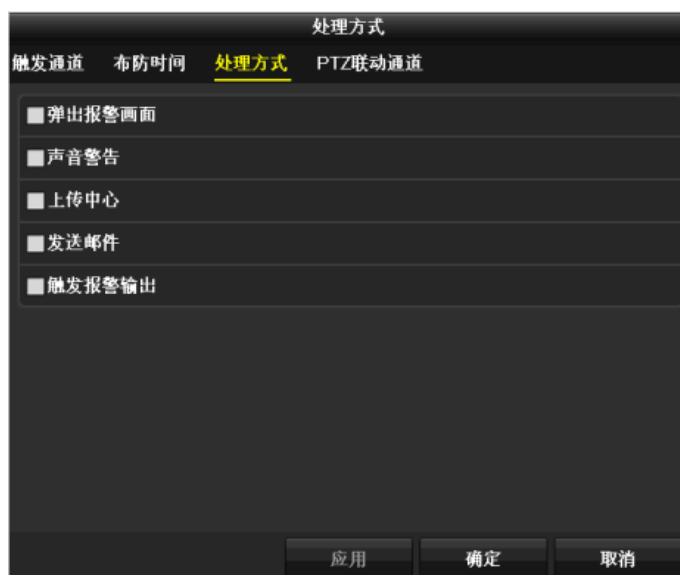 处理方式
触发通道 布防时间 处理方式 PTZ联动通道
弹出报警画面
声音警告
上传中心
发送邮件
触发报警输出
应用 确定 取消